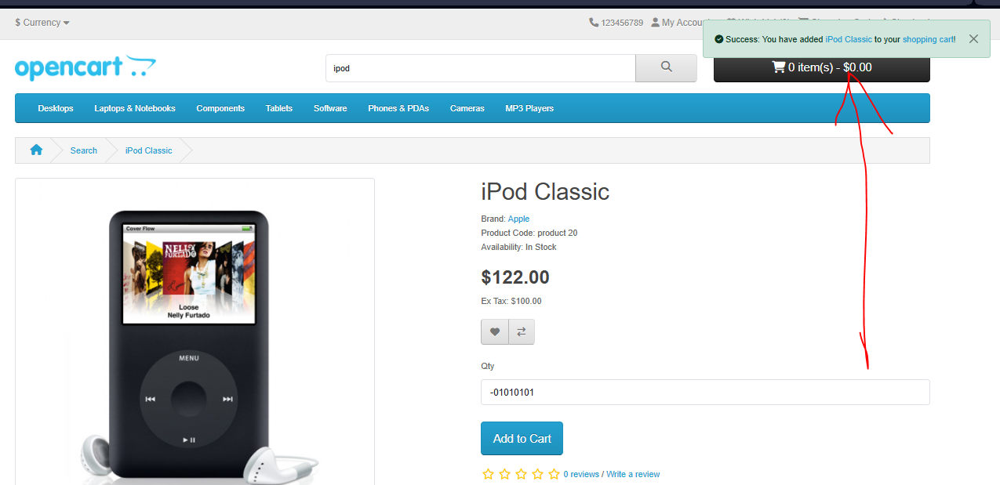 $ Currency
123456789 My Accou
Success: You have added iPod Classic to your shopping cart!
opencart
ipod
0 item(s) - $0.00
Desktops Laptops & Notebooks Components Tablets Software Phones & PDAs Cameras MP3 Players
Search iPod Classic
iPod Classic
Brand: Apple
Product Code: product 20
Availability: In Stock
$122.00
Ex Tax: $100.00
Qty
-01010101
Add to Cart
0 reviews / Write a review
Cover Flow
NELLY
FURTADO
Loose
Loose
Nelly Furtado
MENU